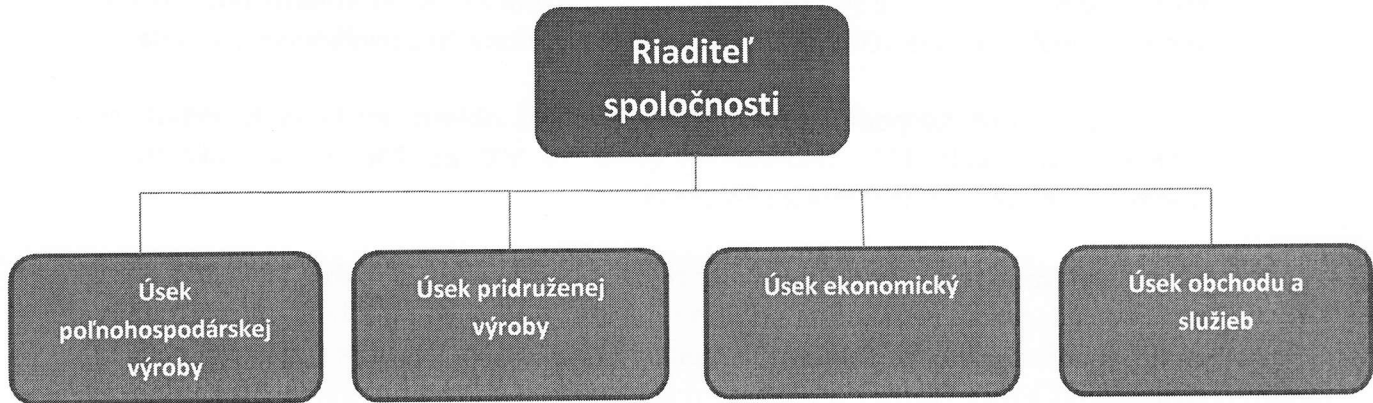 Riaditeľ
spoločnosti
Úsek
poľnohospodárskej
výroby
Úsek pridruženej
výroby
Úsek ekonomický
Úsek obchodu a
služieb